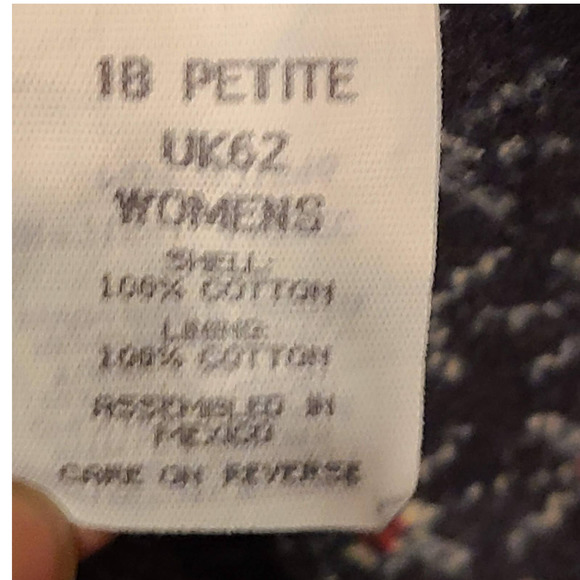 18 PETITE
UK62
WOMENS
SHELL:
100% COTTON
LINING:
100% COTTON
ASSEMBLED IN
MEXICO
CARE ON REVERSE